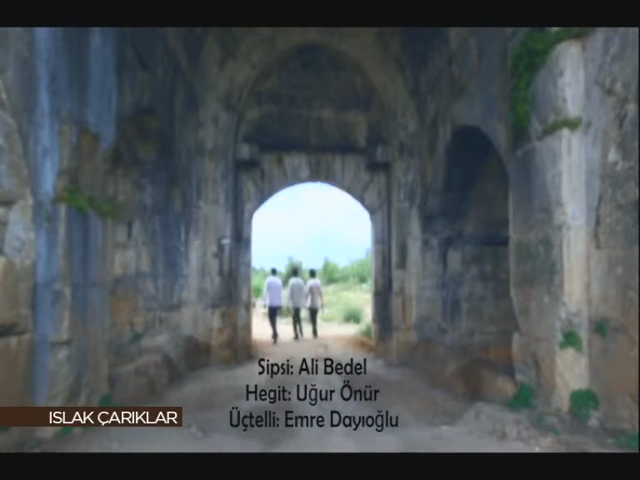 Sipsi: Ali Bedel
Hegit: Uğur Önür
Üçtelli: Emre Dayıoğlu
ISLAK ÇARIKLAR